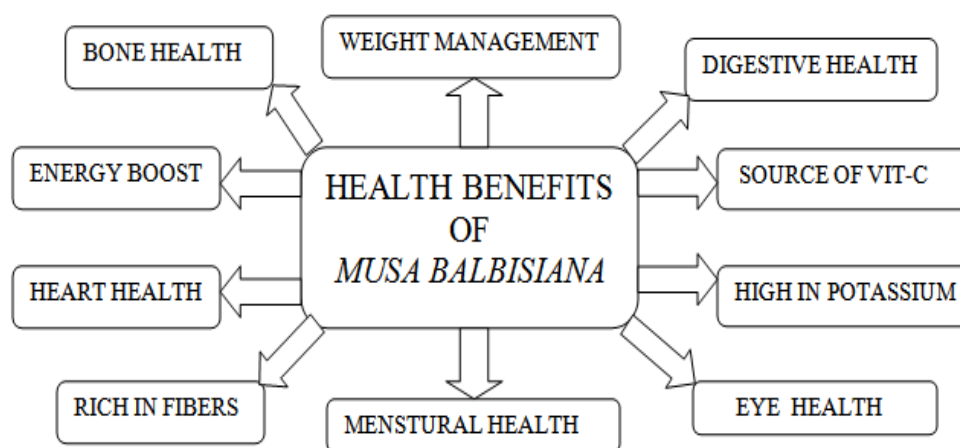 BONE HEALTH
WEIGHT MANAGEMENT
DIGESTIVE HEALTH
ENERGY BOOST
HEALTH BENEFITS
OF
MUSA BALBISIANA
SOURCE OF VIT-C
HEART HEALTH
HIGH IN POTASSIUM
RICH IN FIBERS
MENSTURAL HEALTH
EYE HEALTH